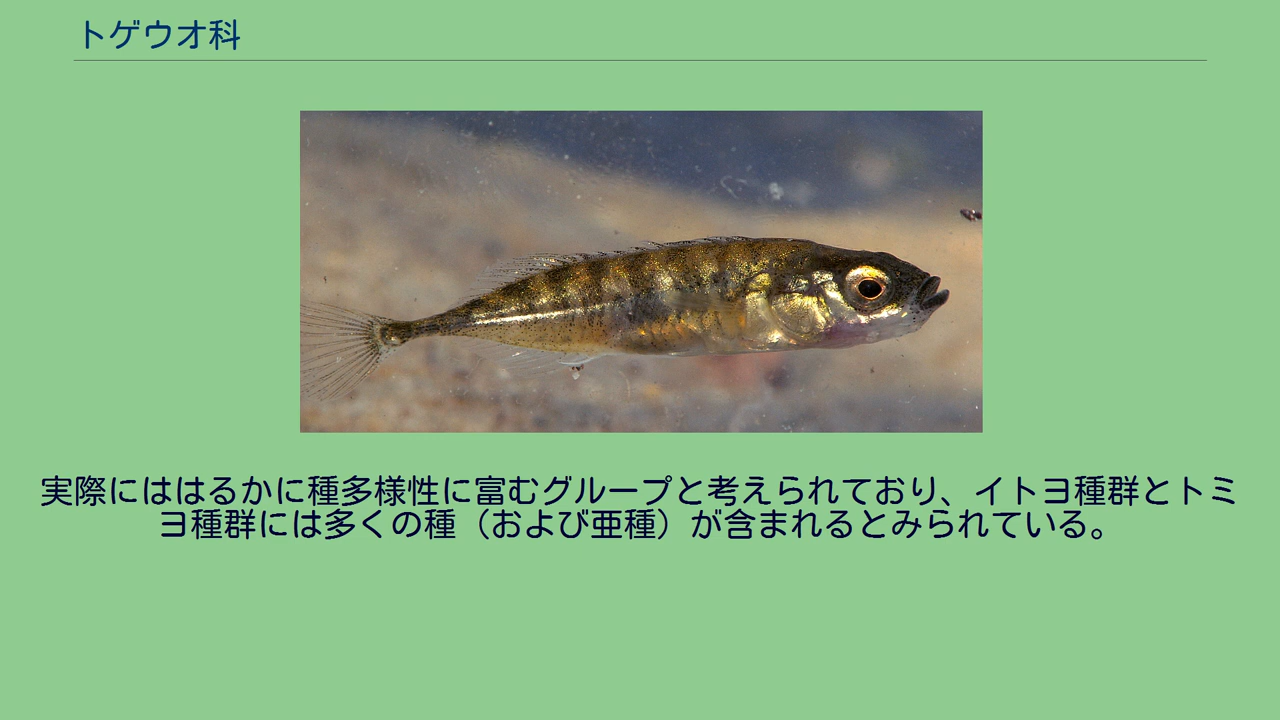 トゲウオ科
実際にははるかに種多様性に富むグループと考えられており、イトヨ種群とトミ
ヨ種群には多くの種（および亜種）が含まれるとみられている。